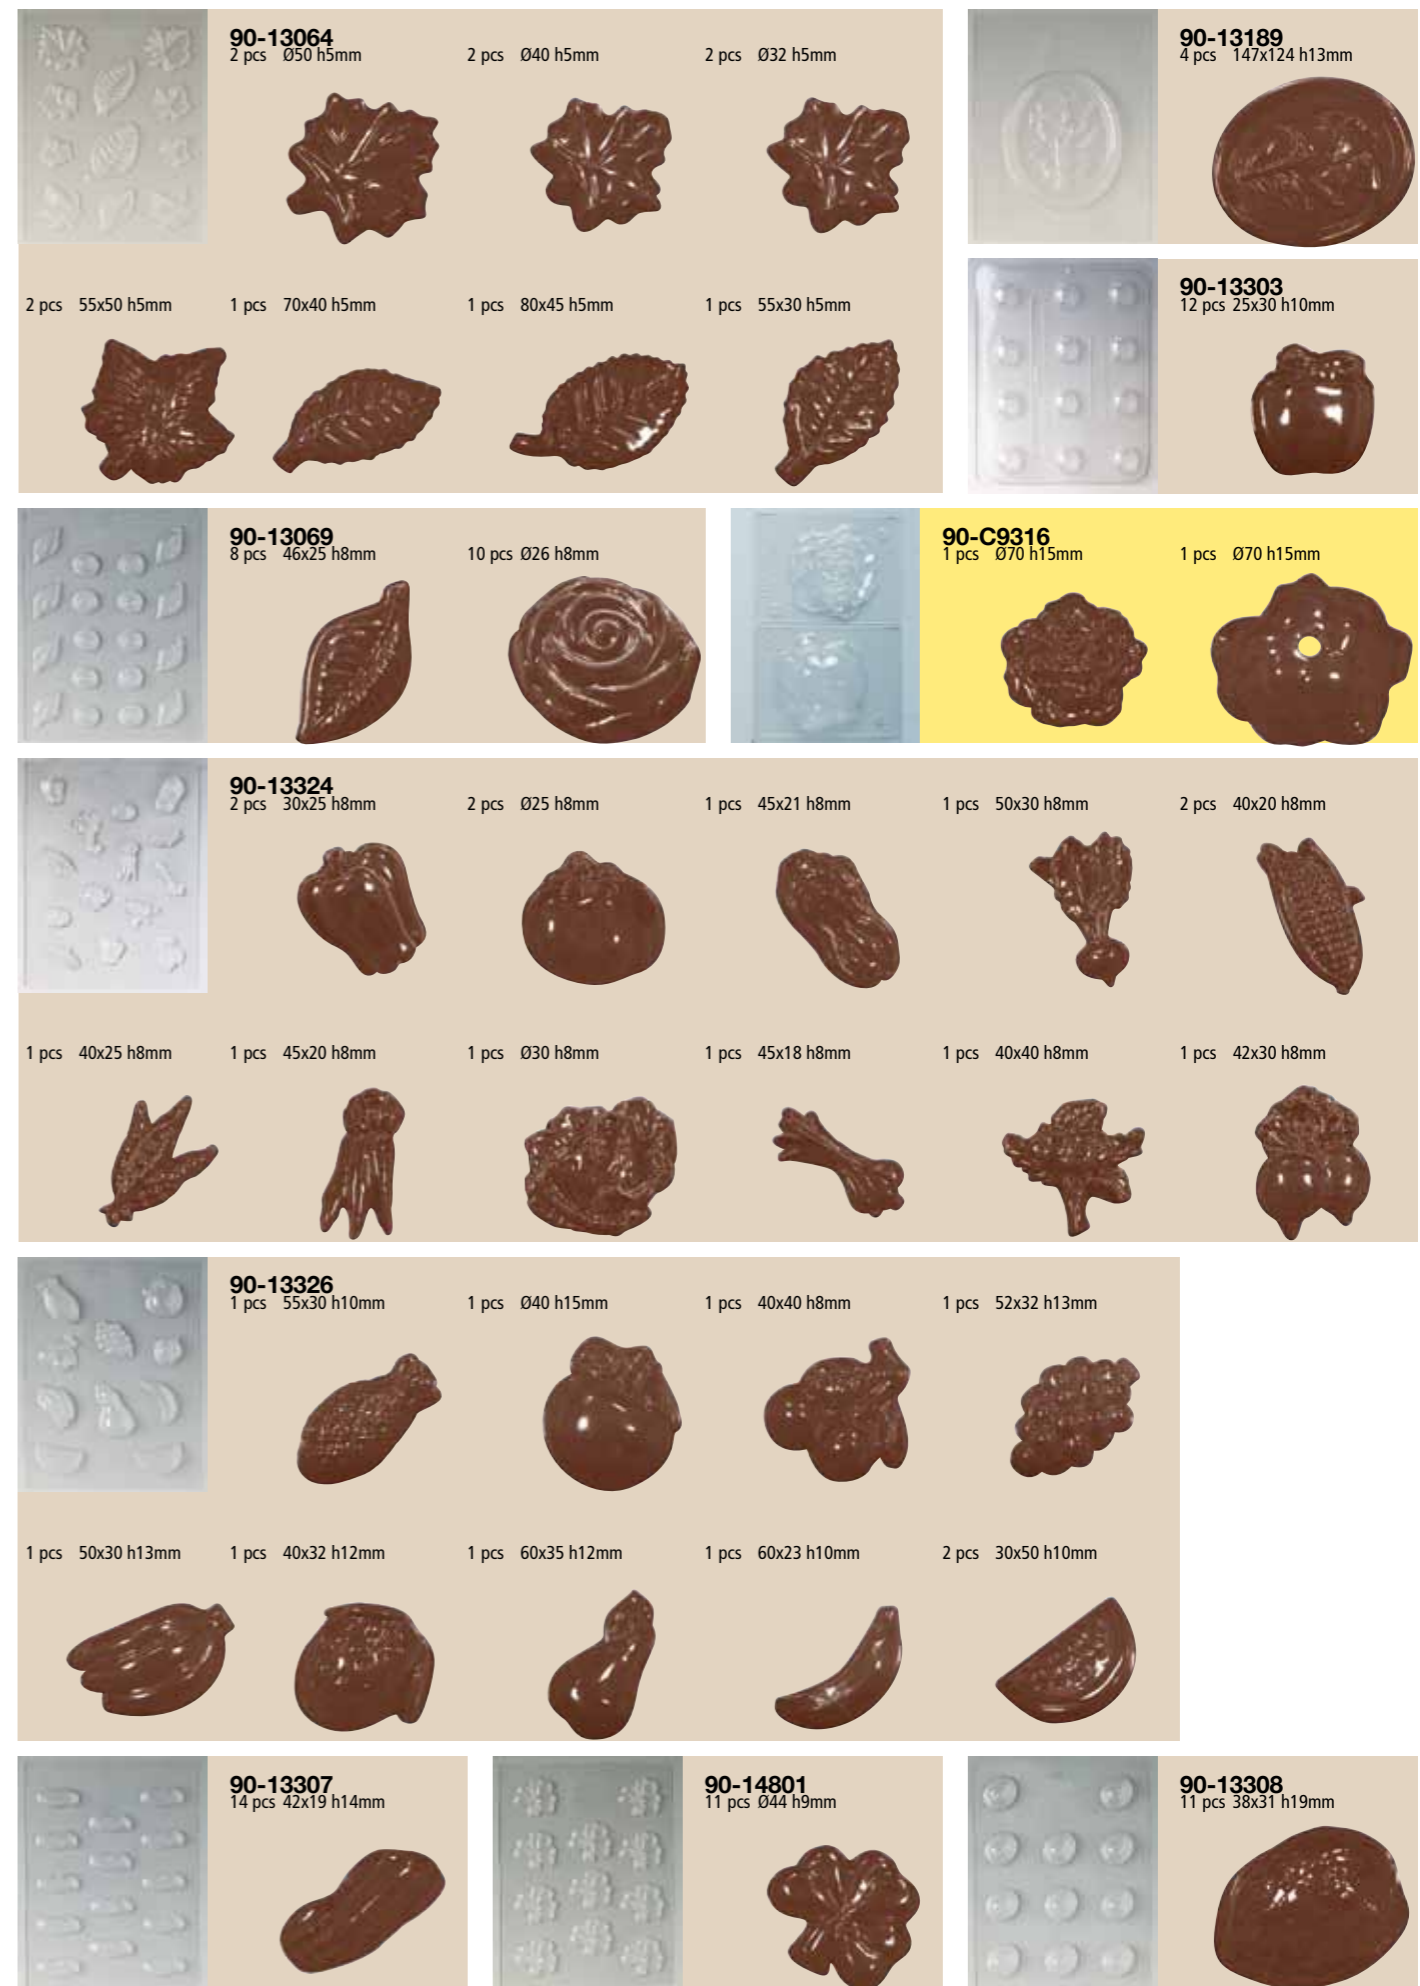 90-13064
2 pcs Ø50 h5mm
2 pcs Ø40 h5mm
2 pcs Ø32 h5mm
2 pcs 55x50 h5mm
1 pcs 70x40 h5mm
1 pcs 80x45 h5mm
1 pcs 55x30 h5mm
90-13189
4 pcs 147x124 h13mm
90-13303
12 pcs 25x30 h10mm
90-13069
8 pcs 46x25 h8mm
10 pcs Ø26 h8mm
90-C9316
1 pcs Ø70 h15mm
1 pcs Ø70 h15mm
90-13324
2 pcs 30x25 h8mm
2 pcs Ø25 h8mm
1 pcs 45x21 h8mm
1 pcs 50x30 h8mm
2 pcs 40x20 h8mm
1 pcs 40x25 h8mm
1 pcs 45x20 h8mm
1 pcs Ø30 h8mm
1 pcs 45x18 h8mm
1 pcs 40x40 h8mm
1 pcs 42x30 h8mm
90-13326
1 pcs 55x30 h10mm
1 pcs Ø40 h15mm
1 pcs 40x40 h8mm
1 pcs 52x32 h13mm
1 pcs 50x30 h13mm
1 pcs 40x32 h12mm
1 pcs 60x35 h12mm
1 pcs 60x23 h10mm
2 pcs 30x50 h10mm
90-13307
14 pcs 42x19 h14mm
90-14801
11 pcs Ø44 h9mm
90-13308
11 pcs 38x31 h19mm